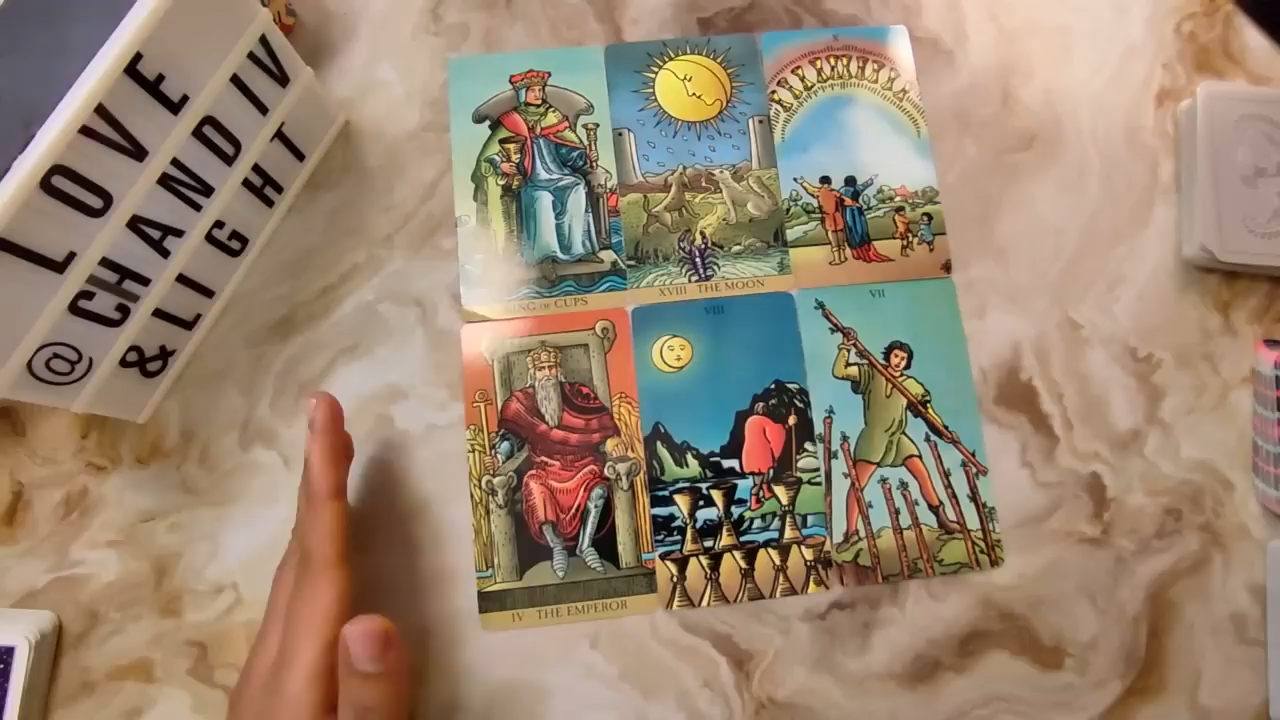 LOVE
@CHANDIV
& LIGHT
X
KING OF CUPS
XVIII THE MOON
VIII
VII
IV THE EMPEROR